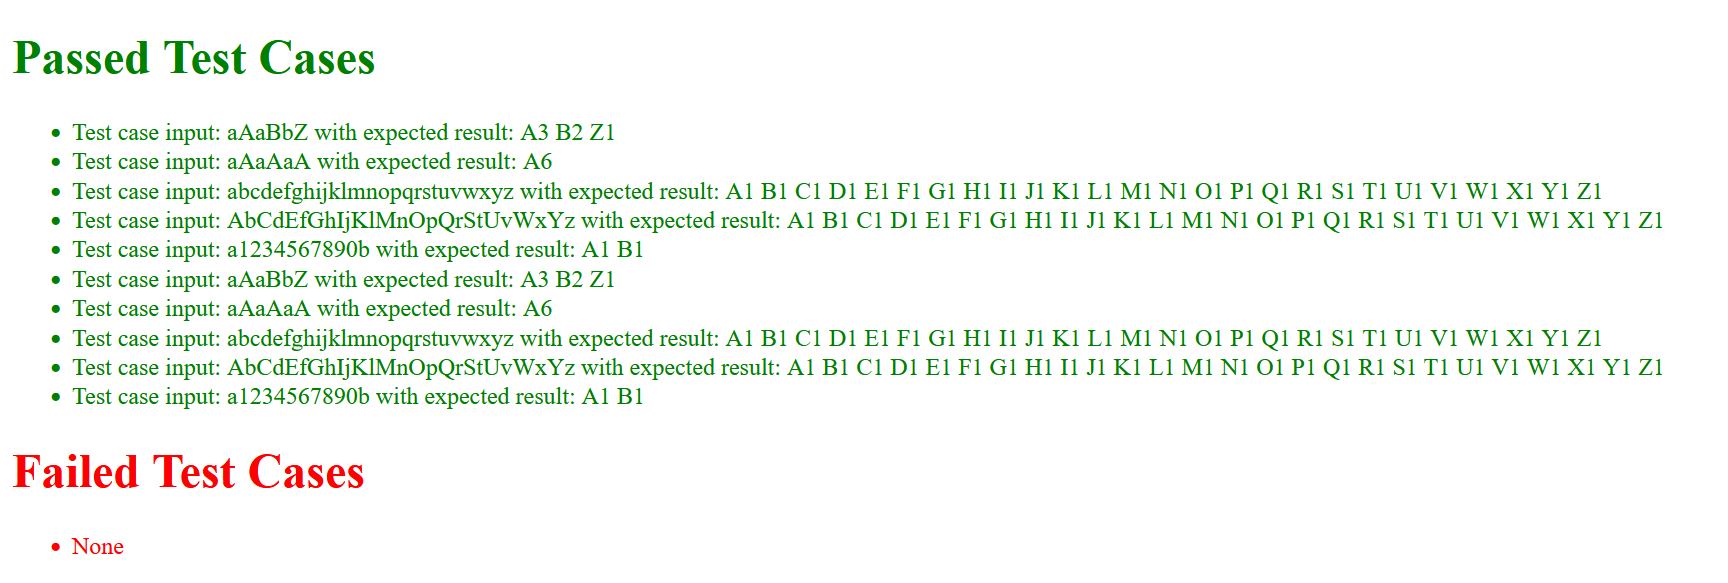 Passed Test Cases
• Test case input: aAaBbZ with expected result: A3 B2 Z1
• Test case input: aAaAaA with expected result: A6
• Test case input: abcdefghijklmnopqrstuvwxyz with expected result: A1 B1 C1 D1 E1 F1 G1 H1 I1 J1 K1 L1 M1 N1 O1 P1 Q1 R1 S1 T1 U1 V1 W1 X1 Y1 Z1
• Test case input: AbCdEfGhIjKlMnOpQrStUvWxYz with expected result: A1 B1 C1 D1 E1 F1 G1 H1 I1 J1 K1 L1 M1 N1 O1 P1 Q1 R1 S1 T1 U1 V1 W1 X1 Y1 Z1
• Test case input: a1234567890b with expected result: A1 B1
• Test case input: aAaBbZ with expected result: A3 B2 Z1
• Test case input: aAaAaA with expected result: A6
• Test case input: abcdefghijklmnopqrstuvwxyz with expected result: A1 B1 C1 D1 E1 F1 G1 H1 I1 J1 K1 L1 M1 N1 O1 P1 Q1 R1 S1 T1 U1 V1 W1 X1 Y1 Z1
• Test case input: AbCdEfGhIjKlMnOpQrStUvWxYz with expected result: A1 B1 C1 D1 E1 F1 G1 H1 I1 J1 K1 L1 M1 N1 O1 P1 Q1 R1 S1 T1 U1 V1 W1 X1 Y1 Z1
• Test case input: a1234567890b with expected result: A1 B1
Failed Test Cases
• None